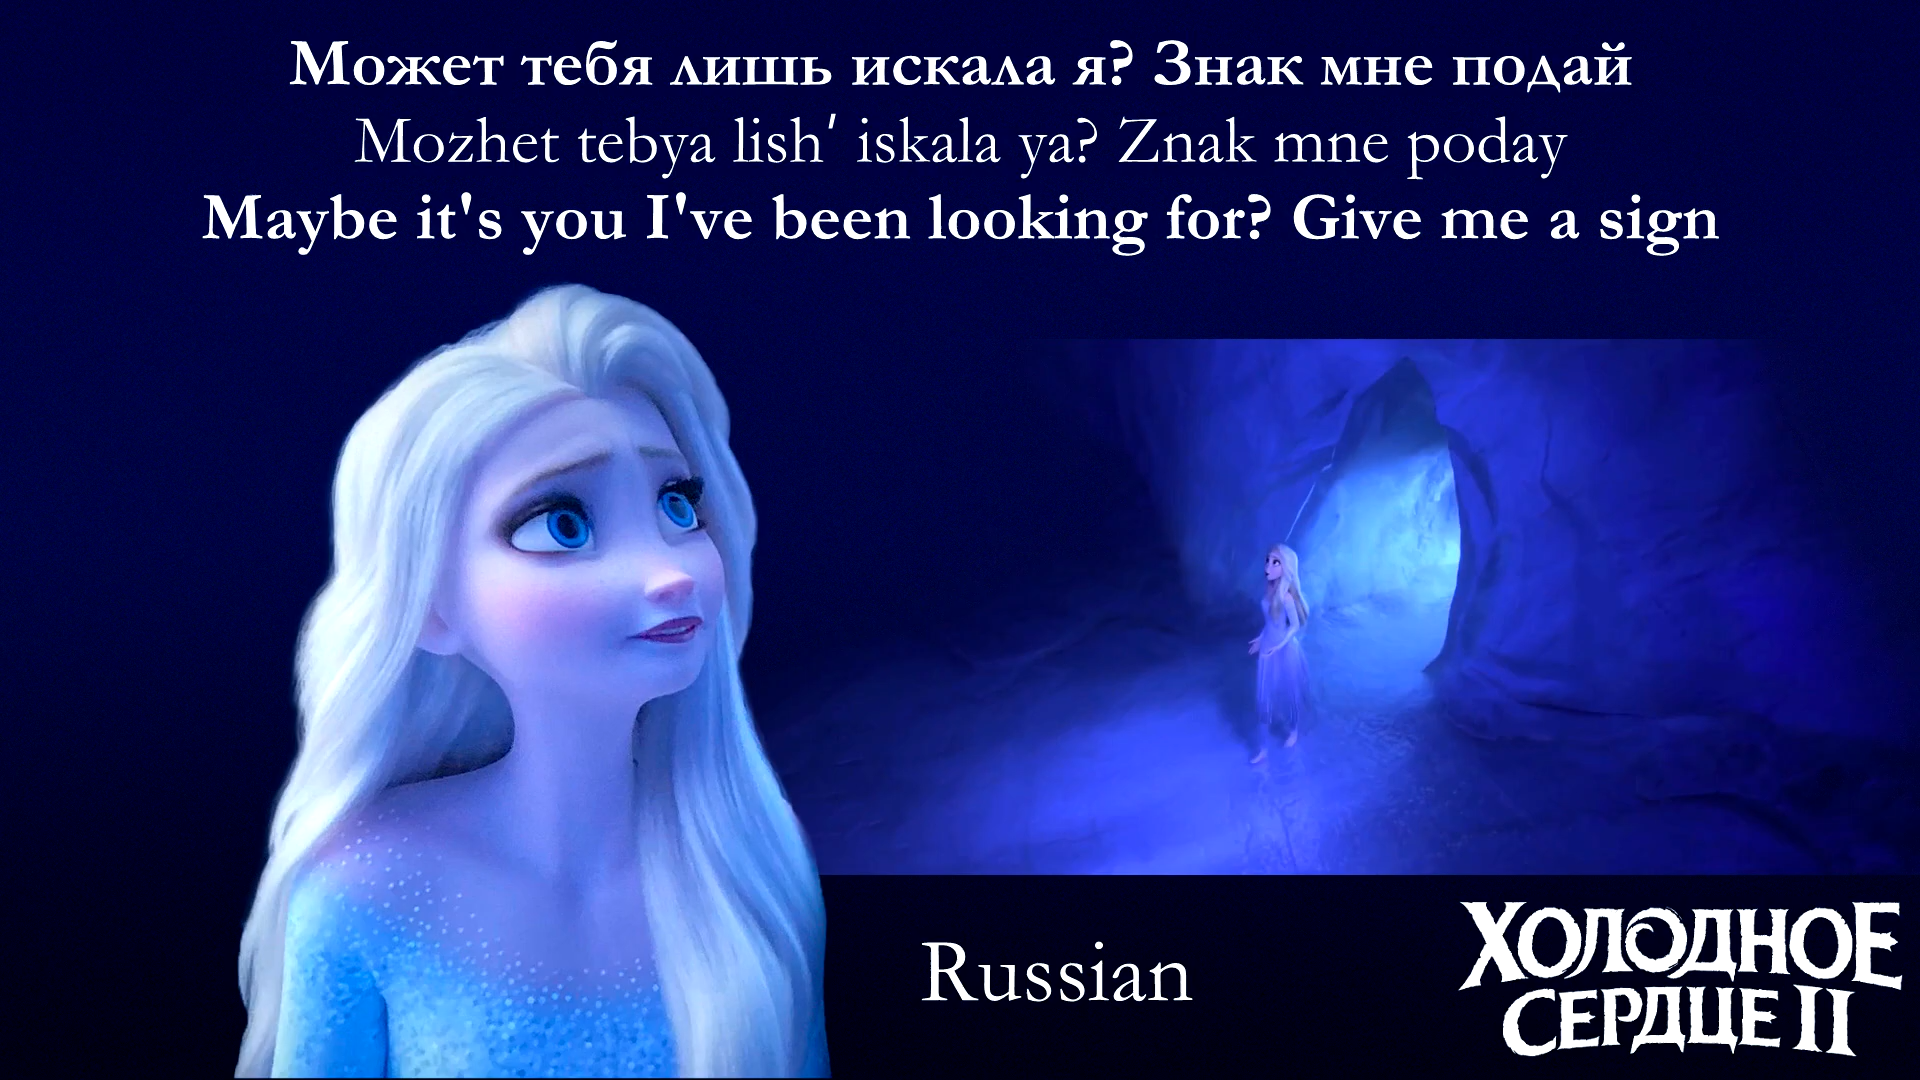 Может тебя лишь искала я? Знак мне подай
Mozhet tebya lishʹ iskala ya? Znak mne poday
Maybe it's you I've been looking for? Give me a sign
Russian
ХОЛОДНОЕ
СЕРДЦЕ II